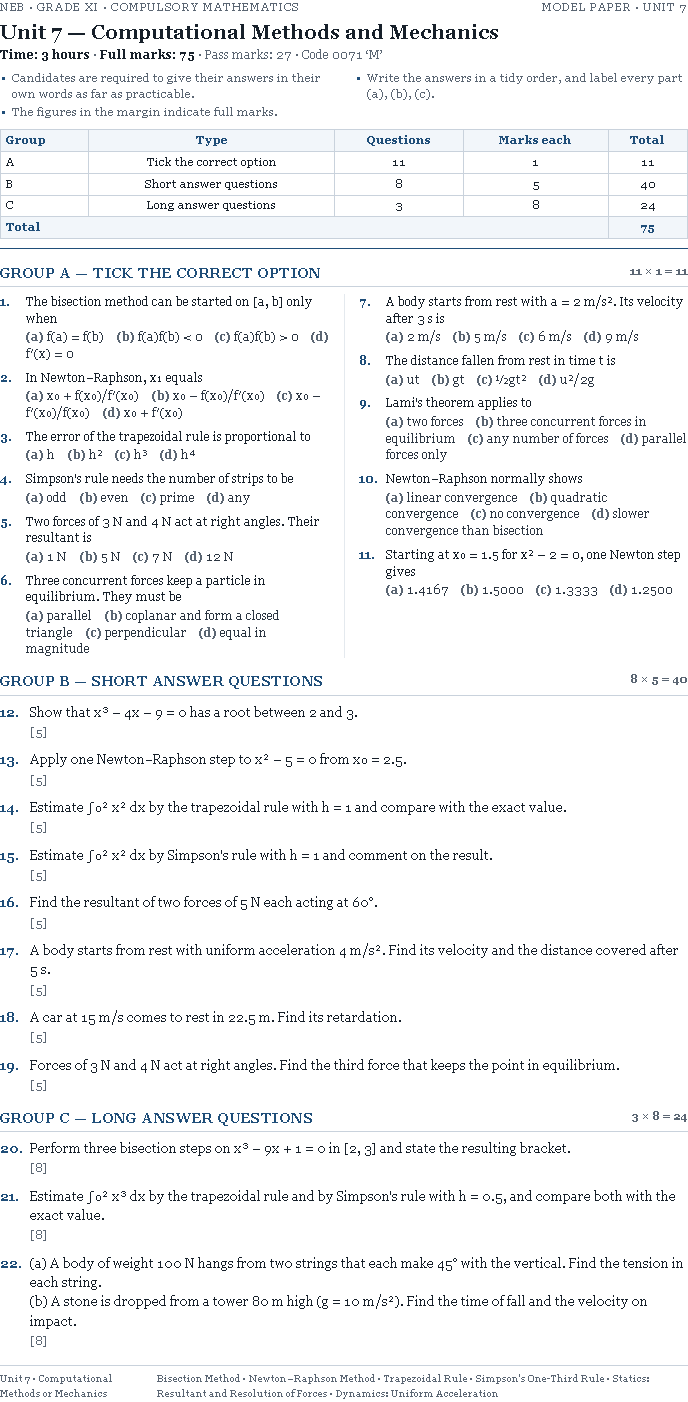 NEB • GRADE XI • COMPULSORY MATHEMATICS
MODEL PAPER • UNIT 7
Unit 7 — Computational Methods and Mechanics
Time: 3 hours · Full marks: 75 · Pass marks: 27 · Code 0071 ‘M’
• Candidates are required to give their answers in their
own words as far as practicable.
• The figures in the margin indicate full marks.
• Write the answers in a tidy order, and label every part
(a), (b), (c).
Group Type Questions Marks each Total
A Tick the correct option 11 1 11
B Short answer questions 8 5 40
C Long answer questions 3 8 24
Total 75
GROUP A — TICK THE CORRECT OPTION
11 × 1 = 11
1. The bisection method can be started on [a, b] only
when
(a) f(a) = f(b) (b) f(a)f(b) < 0 (c) f(a)f(b) > 0 (d)
f′(x) = 0
2. In Newton–Raphson, x₁ equals
(a) x₀ + f(x₀)/f′(x₀) (b) x₀ − f(x₀)/f′(x₀) (c) x₀ −
f′(x₀)/f(x₀) (d) x₀ + f′(x₀)
3. The error of the trapezoidal rule is proportional to
(a) h (b) h² (c) h³ (d) h⁴
4. Simpson's rule needs the number of strips to be
(a) odd (b) even (c) prime (d) any
5. Two forces of 3 N and 4 N act at right angles. Their
resultant is
(a) 1 N (b) 5 N (c) 7 N (d) 12 N
6. Three concurrent forces keep a particle in
equilibrium. They must be
(a) parallel (b) coplanar and form a closed
triangle (c) perpendicular (d) equal in
magnitude
7. A body starts from rest with a = 2 m/s². Its velocity
after 3 s is
(a) 2 m/s (b) 5 m/s (c) 6 m/s (d) 9 m/s
8. The distance fallen from rest in time t is
(a) ut (b) gt (c) ½gt² (d) u²/2g
9. Lami's theorem applies to
(a) two forces (b) three concurrent forces in
equilibrium (c) any number of forces (d) parallel
forces only
10. Newton–Raphson normally shows
(a) linear convergence (b) quadratic
convergence (c) no convergence (d) slower
convergence than bisection
11. Starting at x₀ = 1.5 for x² − 2 = 0, one Newton step
gives
(a) 1.4167 (b) 1.5000 (c) 1.3333 (d) 1.2500
GROUP B — SHORT ANSWER QUESTIONS
8 × 5 = 40
12. Show that x³ − 4x − 9 = 0 has a root between 2 and 3.
[5]
13. Apply one Newton–Raphson step to x² − 5 = 0 from x₀ = 2.5.
[5]
14. Estimate ∫₀² x² dx by the trapezoidal rule with h = 1 and compare with the exact value.
[5]
15. Estimate ∫₀² x² dx by Simpson's rule with h = 1 and comment on the result.
[5]
16. Find the resultant of two forces of 5 N each acting at 60°.
[5]
17. A body starts from rest with uniform acceleration 4 m/s². Find its velocity and the distance covered after
5 s.
[5]
18. A car at 15 m/s comes to rest in 22.5 m. Find its retardation.
[5]
19. Forces of 3 N and 4 N act at right angles. Find the third force that keeps the point in equilibrium.
[5]
GROUP C — LONG ANSWER QUESTIONS
3 × 8 = 24
20. Perform three bisection steps on x³ − 9x + 1 = 0 in [2, 3] and state the resulting bracket.
[8]
21. Estimate ∫₀² x³ dx by the trapezoidal rule and by Simpson's rule with h = 0.5, and compare both with the
exact value.
[8]
22. (a) A body of weight 100 N hangs from two strings that each make 45° with the vertical. Find the tension in
each string.
(b) A stone is dropped from a tower 80 m high (g = 10 m/s²). Find the time of fall and the velocity on
impact.
[8]
Unit 7 • Computational
Methods or Mechanics
Bisection Method • Newton–Raphson Method • Trapezoidal Rule • Simpson's One-Third Rule • Statics:
Resultant and Resolution of Forces • Dynamics: Uniform Acceleration